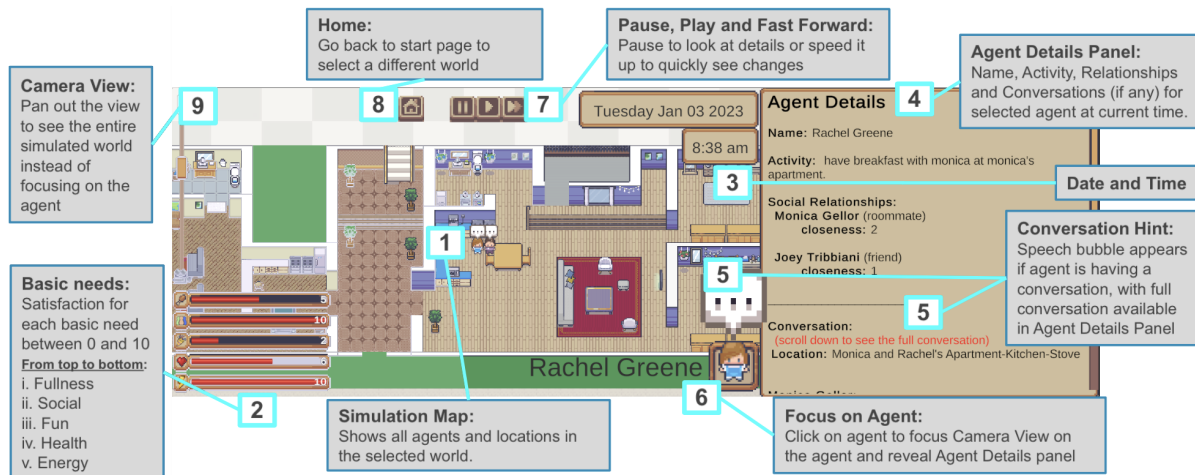 Home:
Go back to start page to
select a different world
Pause, Play and Fast Forward:
Pause to look at details or speed it
up to quickly see changes
Agent Details Panel:
Name, Activity, Relationships
and Conversations (if any) for
selected agent at current time.
Camera View:
Pan out the view
to see the entire
simulated world
instead of
focusing on the
agent
9
8
7
4
Tuesday Jan 03 2023
8:38 am
3
Date and Time
Agent Details
Name: Rachel Greene
Activity: have breakfast with monica at monica's
apartment.
Social Relationships:
Monica Gellor (roommate)
closeness: 2
Joey Tribbiani (friend)
closeness: 1
Conversation:
(scroll down to see the full conversation)
Location: Monica and Rachel's Apartment-Kitchen-Stove
Conversation Hint:
Speech bubble appears
if agent is having a
conversation, with full
conversation available
in Agent Details Panel
5
5
1
Basic needs:
Satisfaction for
each basic need
between 0 and 10
From top to bottom:
i. Fullness
ii. Social
iii. Fun
iv. Health
v. Energy
2
5
10
2
10
Rachel Greene
6
Simulation Map:
Shows all agents and locations in
the selected world.
Focus on Agent:
Click on agent to focus Camera View on
the agent and reveal Agent Details panel